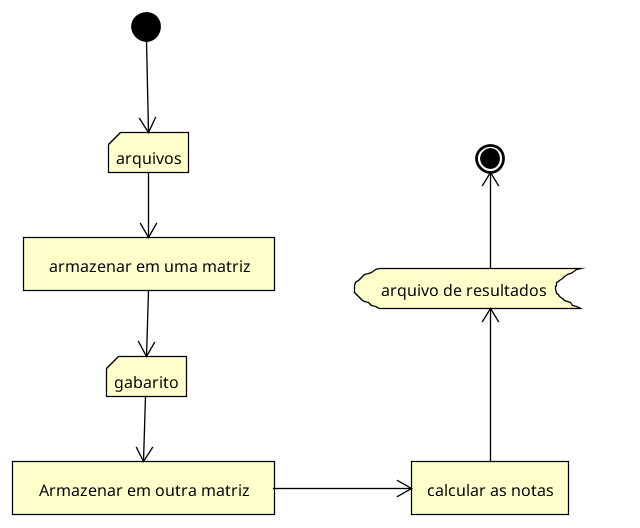 arquivos
armazenar em uma matriz
gabarito
Armazenar em outra matriz
calcular as notas
arquivo de resultados